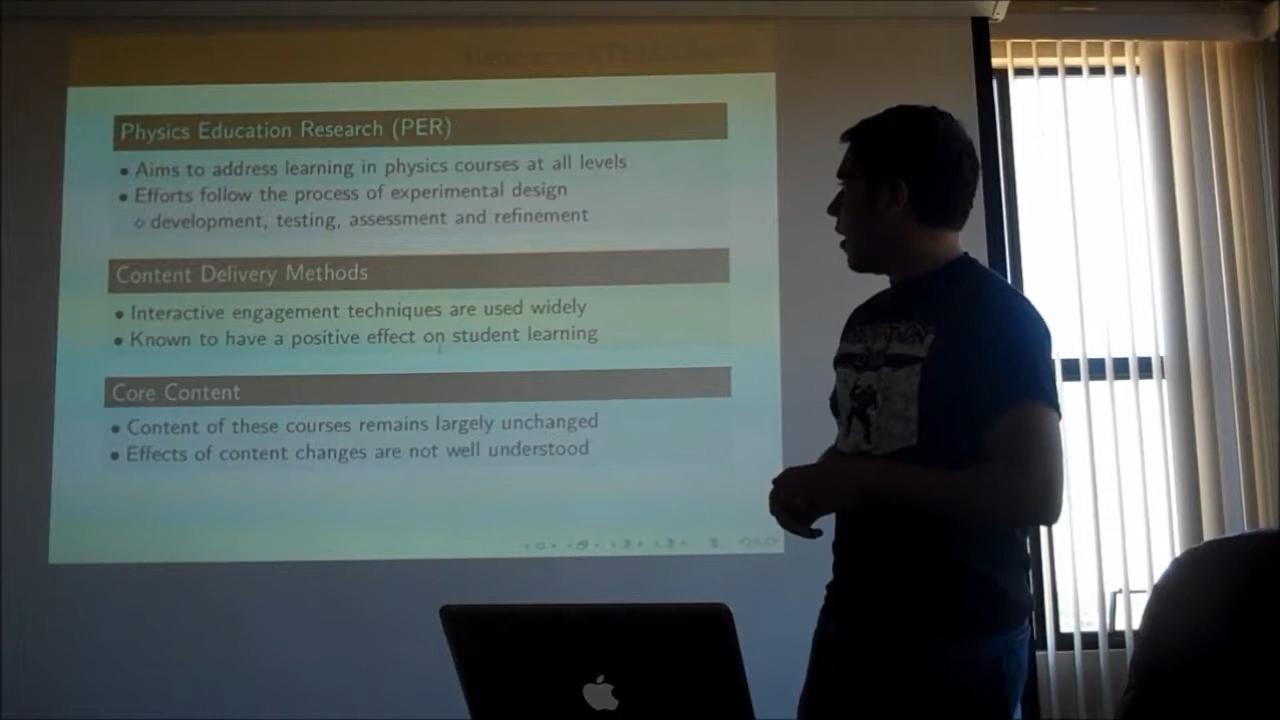 Physics Education Research (PER)
• Aims to address learning in physics courses at all levels
• Efforts follow the process of experimental design
○ development, testing, assessment and refinement
Content Delivery Methods
• Interactive engagement techniques are used widely
• Known to have a positive effect on student learning
Core Content
• Content of these courses remains largely unchanged
• Effects of content changes are not well understood